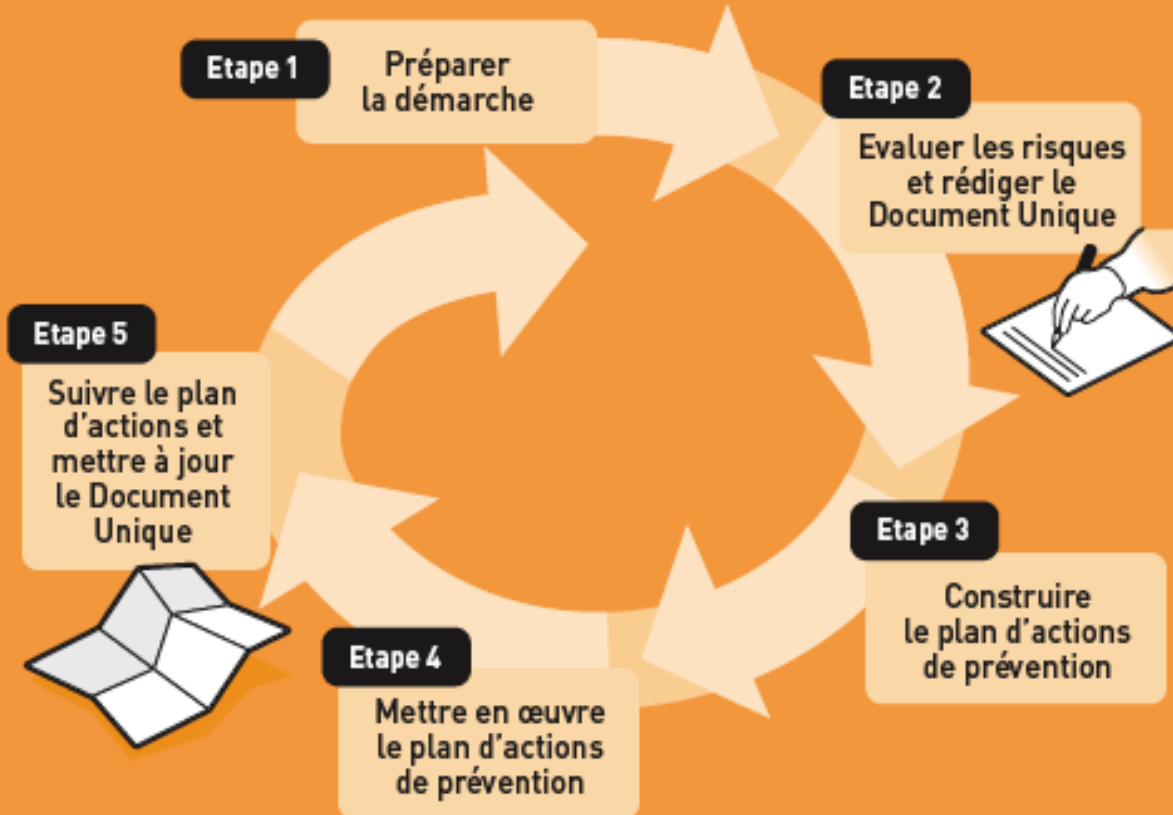 Etape 1
Préparer
la démarche
Etape 2
Evaluer les risques
et rédiger le
Document Unique
Etape 3
Construire
le plan d'actions
de prévention
Etape 4
Mettre en œuvre
le plan d'actions
de prévention
Etape 5
Suivre le plan
d'actions et
mettre à jour
le Document
Unique